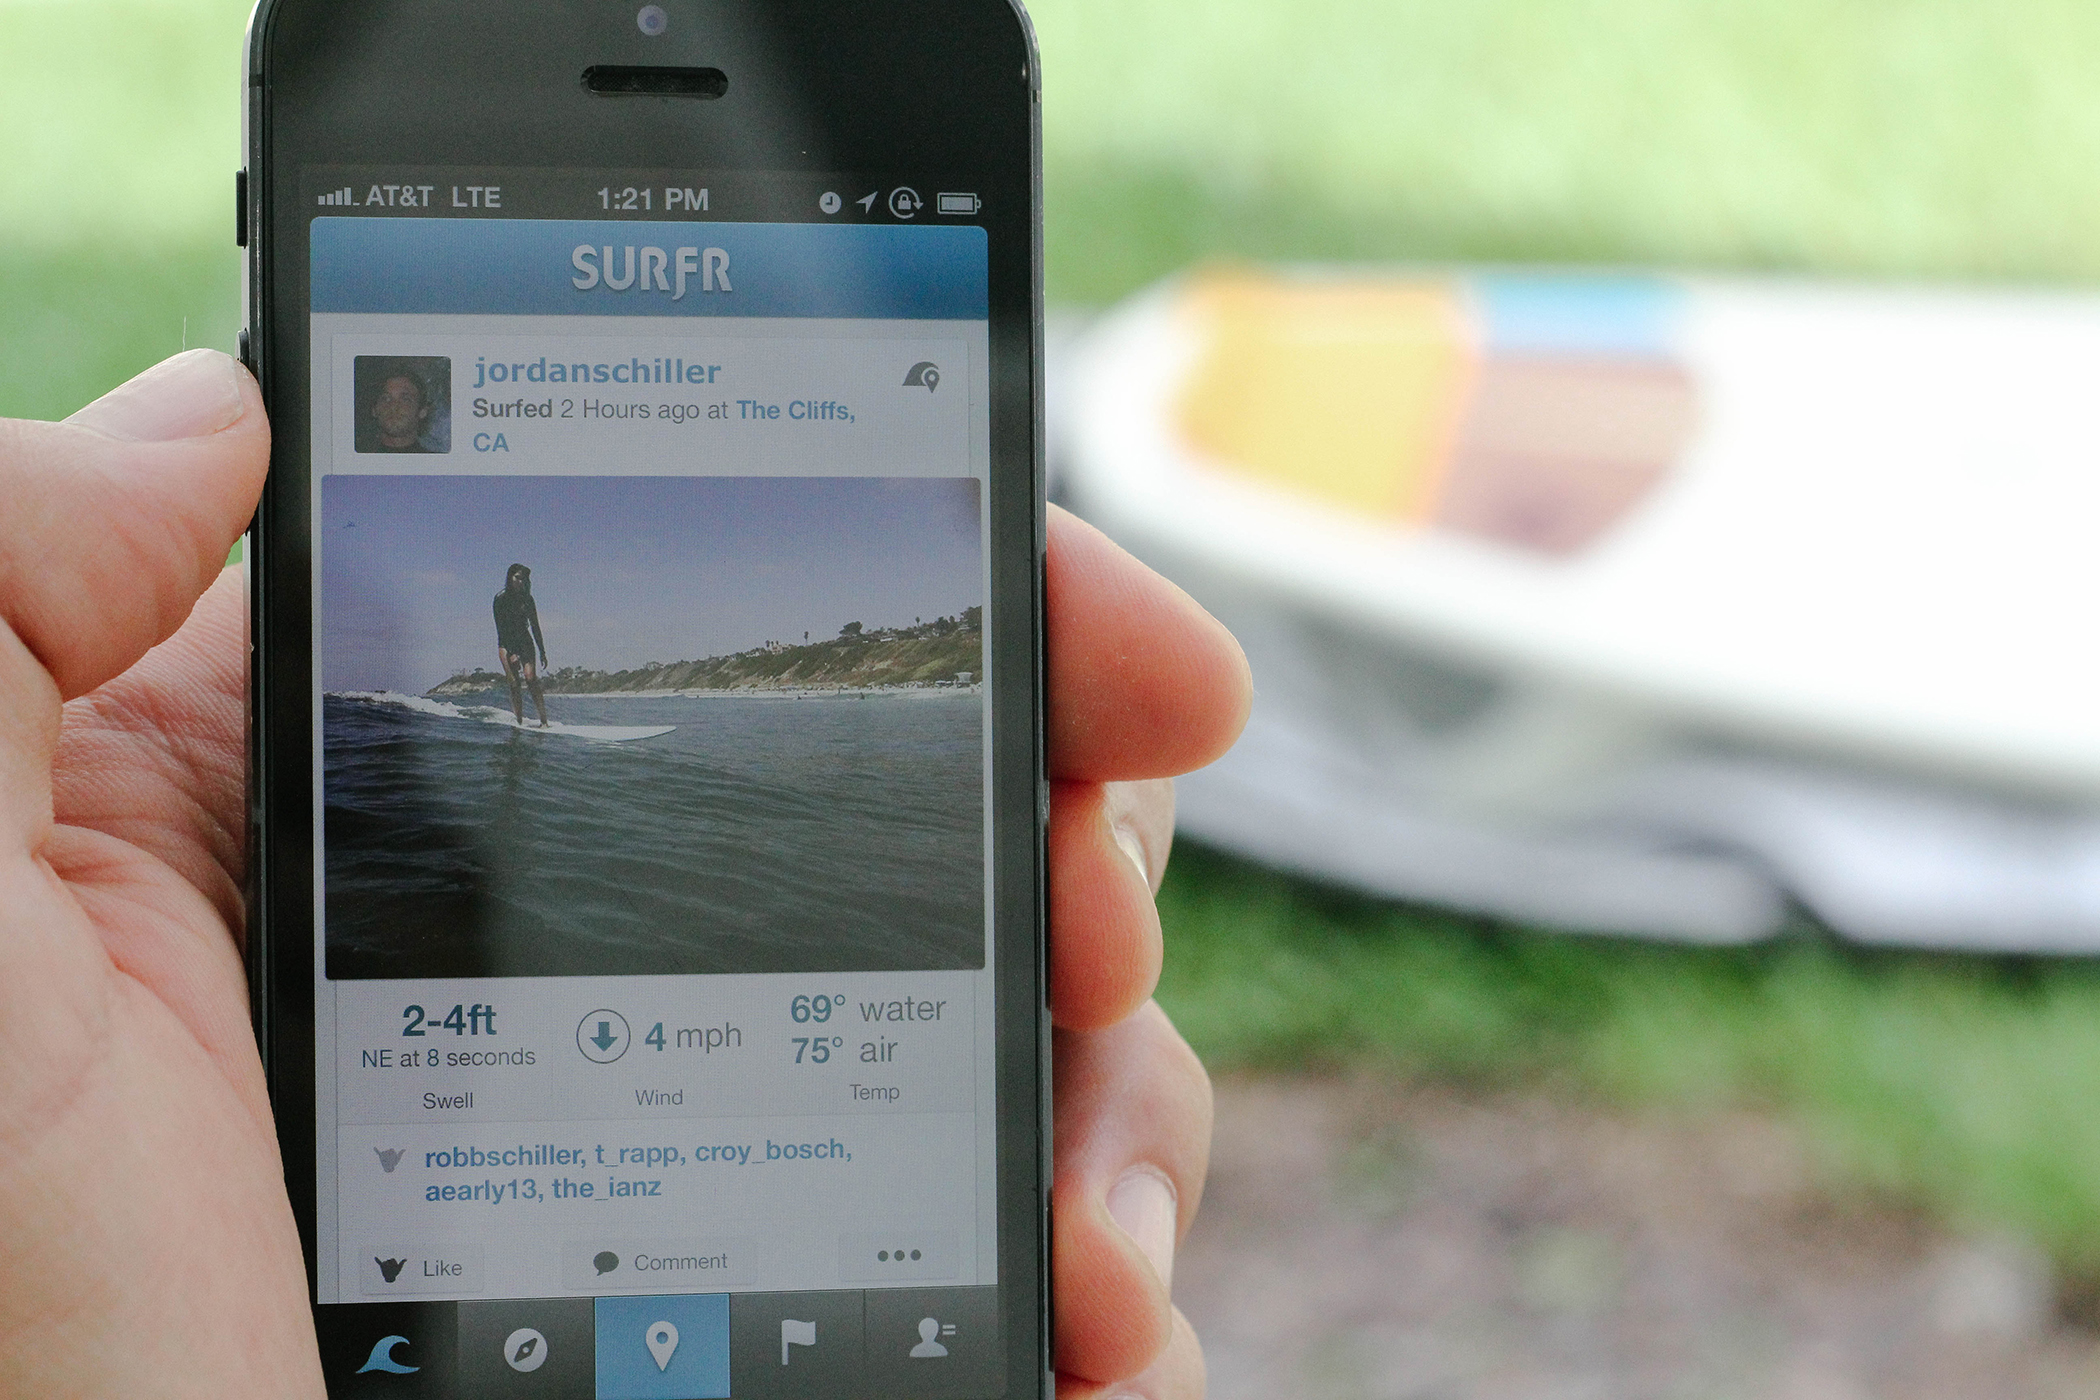 AT&T LTE 1:21 PM
SURFR
jordanschiller
Surfed 2 Hours ago at The Cliffs,
CA
2-4ft
NE at 8 seconds
Swell
4 mph
Wind
69° water
75° air
Temp
robbschiller, t_rapp, croy_bosch,
aearly13, the_ianz
Like
Comment
•••